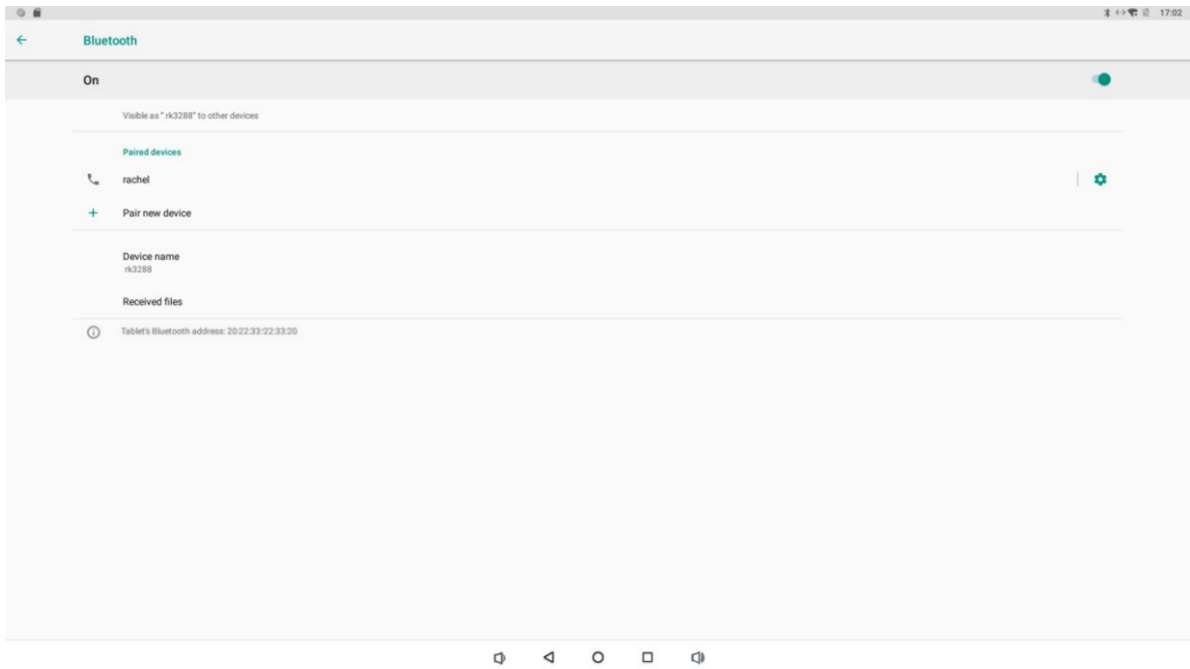 17:02
Bluetooth
On
Visible as " rk3288" to other devices
Paired devices
rachel
Pair new device
Device name
rk3288
Received files
Tablet's Bluetooth address: 20:22:33:22:33:20